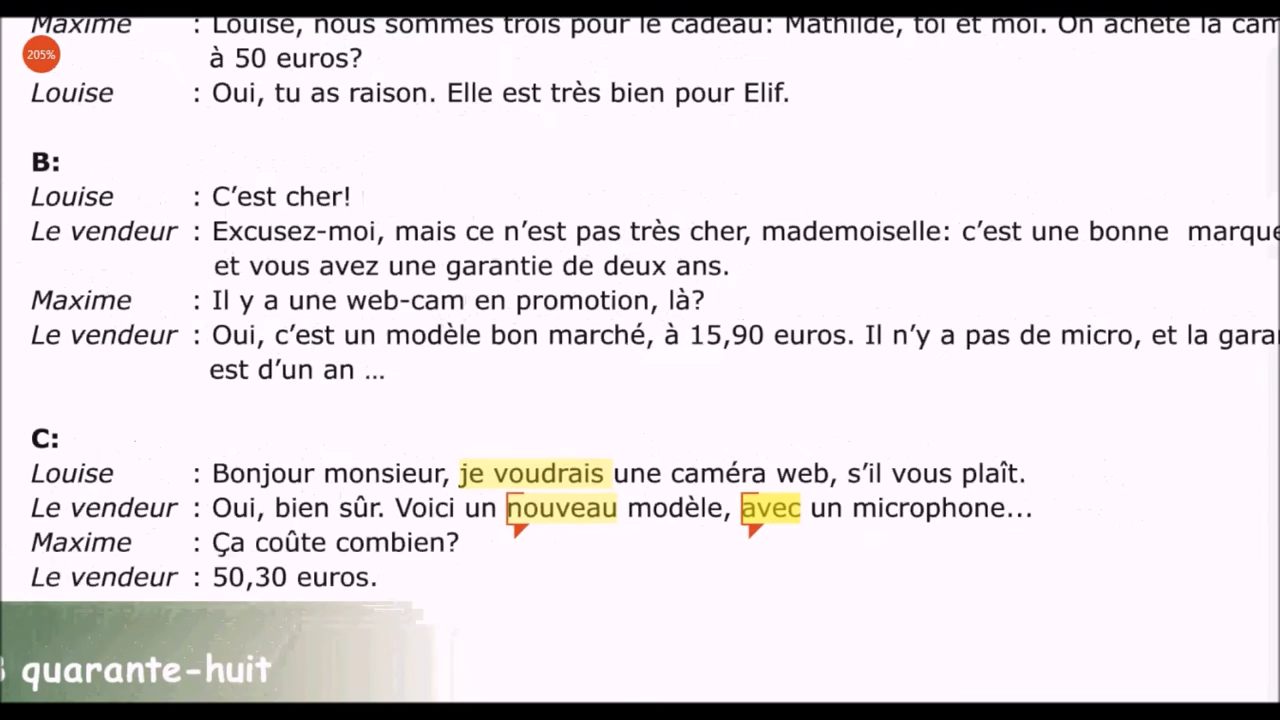 Maxime : Louise, nous sommes trois pour le cadeau: Mathilde, toi et moi. On achète la
205%
à 50 euros?
Louise : Oui, tu as raison. Elle est très bien pour Elif.
B:
Louise : C'est cher!
Le vendeur : Excusez-moi, mais ce n'est pas très cher, mademoiselle: c'est une bonne marque
et vous avez une garantie de deux ans.
Maxime : Il y a une web-cam en promotion, là?
Le vendeur : Oui, c'est un modèle bon marché, à 15,90 euros. Il n'y a pas de micro, et la
est d'un an ...
C:
Louise : Bonjour monsieur, je voudrais une caméra web, s'il vous plaît.
Le vendeur : Oui, bien sûr. Voici un nouveau modèle, avec un microphone...
Maxime : Ça coûte combien?
Le vendeur : 50,30 euros.
quarante-huit